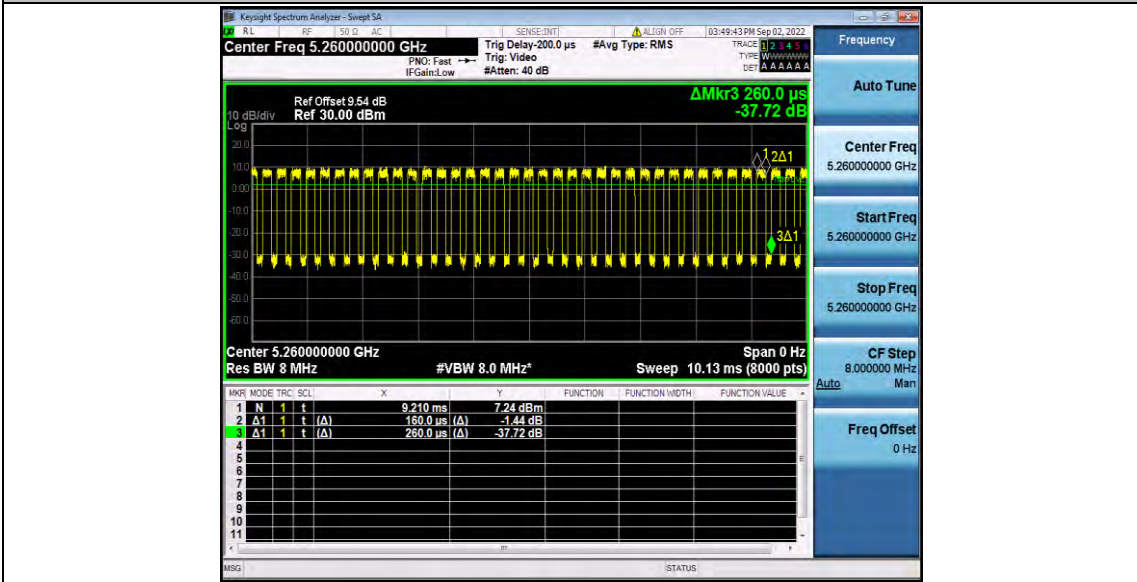 Keysight Spectrum Analyzer - Swept SA
RL RF 50 Ω AC SENSE:INT ALIGN OFF 03:49:43 PM Sep 02, 2022
Center Freq 5.260000000 GHz Trig Delay-200.0 µs #Avg Type: RMS TRACE 1 2 3 4 5 6
PNO: Fast Trig: Video TYPE WWWWWW
IFGain:Low #Atten: 40 dB DET A A A A A A
Frequency
Auto Tune
ΔMkr3 260.0 µs
-37.72 dB
Ref Offset 9.54 dB
10 dB/div Ref 30.00 dBm
Log
20.0
10.0
0.00
-10.0
-20.0
-30.0
-40.0
-50.0
-60.0
1 2Δ1
3Δ1
Center 5.260000000 GHz Span 0 Hz
Res BW 8 MHz #VBW 8.0 MHz* Sweep 10.13 ms (8000 pts)
Center Freq
5.260000000 GHz
Start Freq
5.260000000 GHz
Stop Freq
5.260000000 GHz
CF Step
8.000000 MHz
Auto Man
Freq Offset
0 Hz
MKR MODE TRC SCL X Y FUNCTION FUNCTION WIDTH FUNCTION VALUE
1 N 1 t 9.210 ms 7.24 dBm
2 Δ1 1 t (Δ) 160.0 µs (Δ) -1.44 dB
3 Δ1 1 t (Δ) 260.0 µs (Δ) -37.72 dB
4
5
6
7
8
9
10
11
MSG STATUS